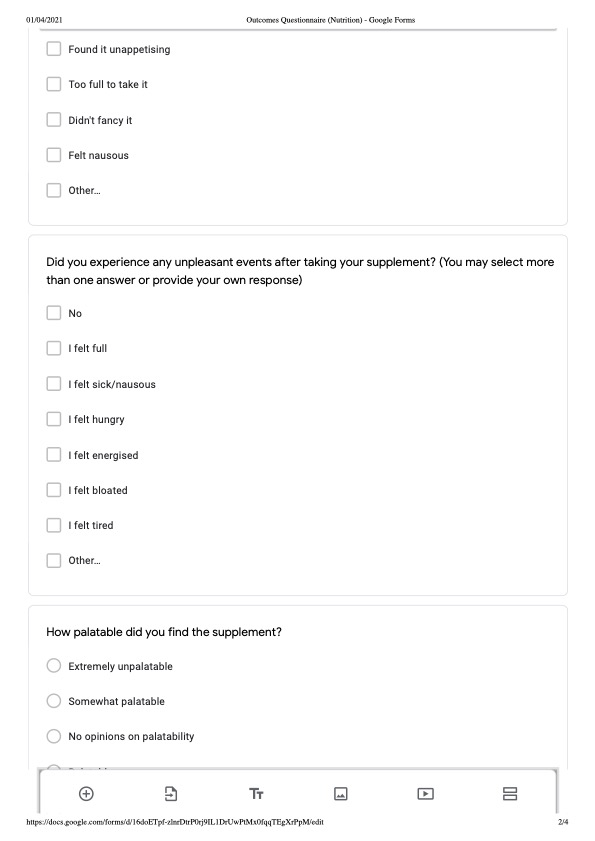 01/04/2021 Outcomes Questionnaire (Nutrition) - Google Forms
Found it unappetising
Too full to take it
Didn't fancy it
Felt nausous
Other…
Did you experience any unpleasant events after taking your supplement? (You may select more
than one answer or provide your own response)
No
I felt full
I felt sick/nausous
I felt hungry
I felt energised
I felt bloated
I felt tired
Other…
How palatable did you find the supplement?
Extremely unpalatable
Somewhat palatable
No opinions on palatability
Tт
https://docs.google.com/forms/d/16doETpf-zlnrDtrP0rj9IL1DrUwPtMx0fqqTEgXrPpM/edit 2/4